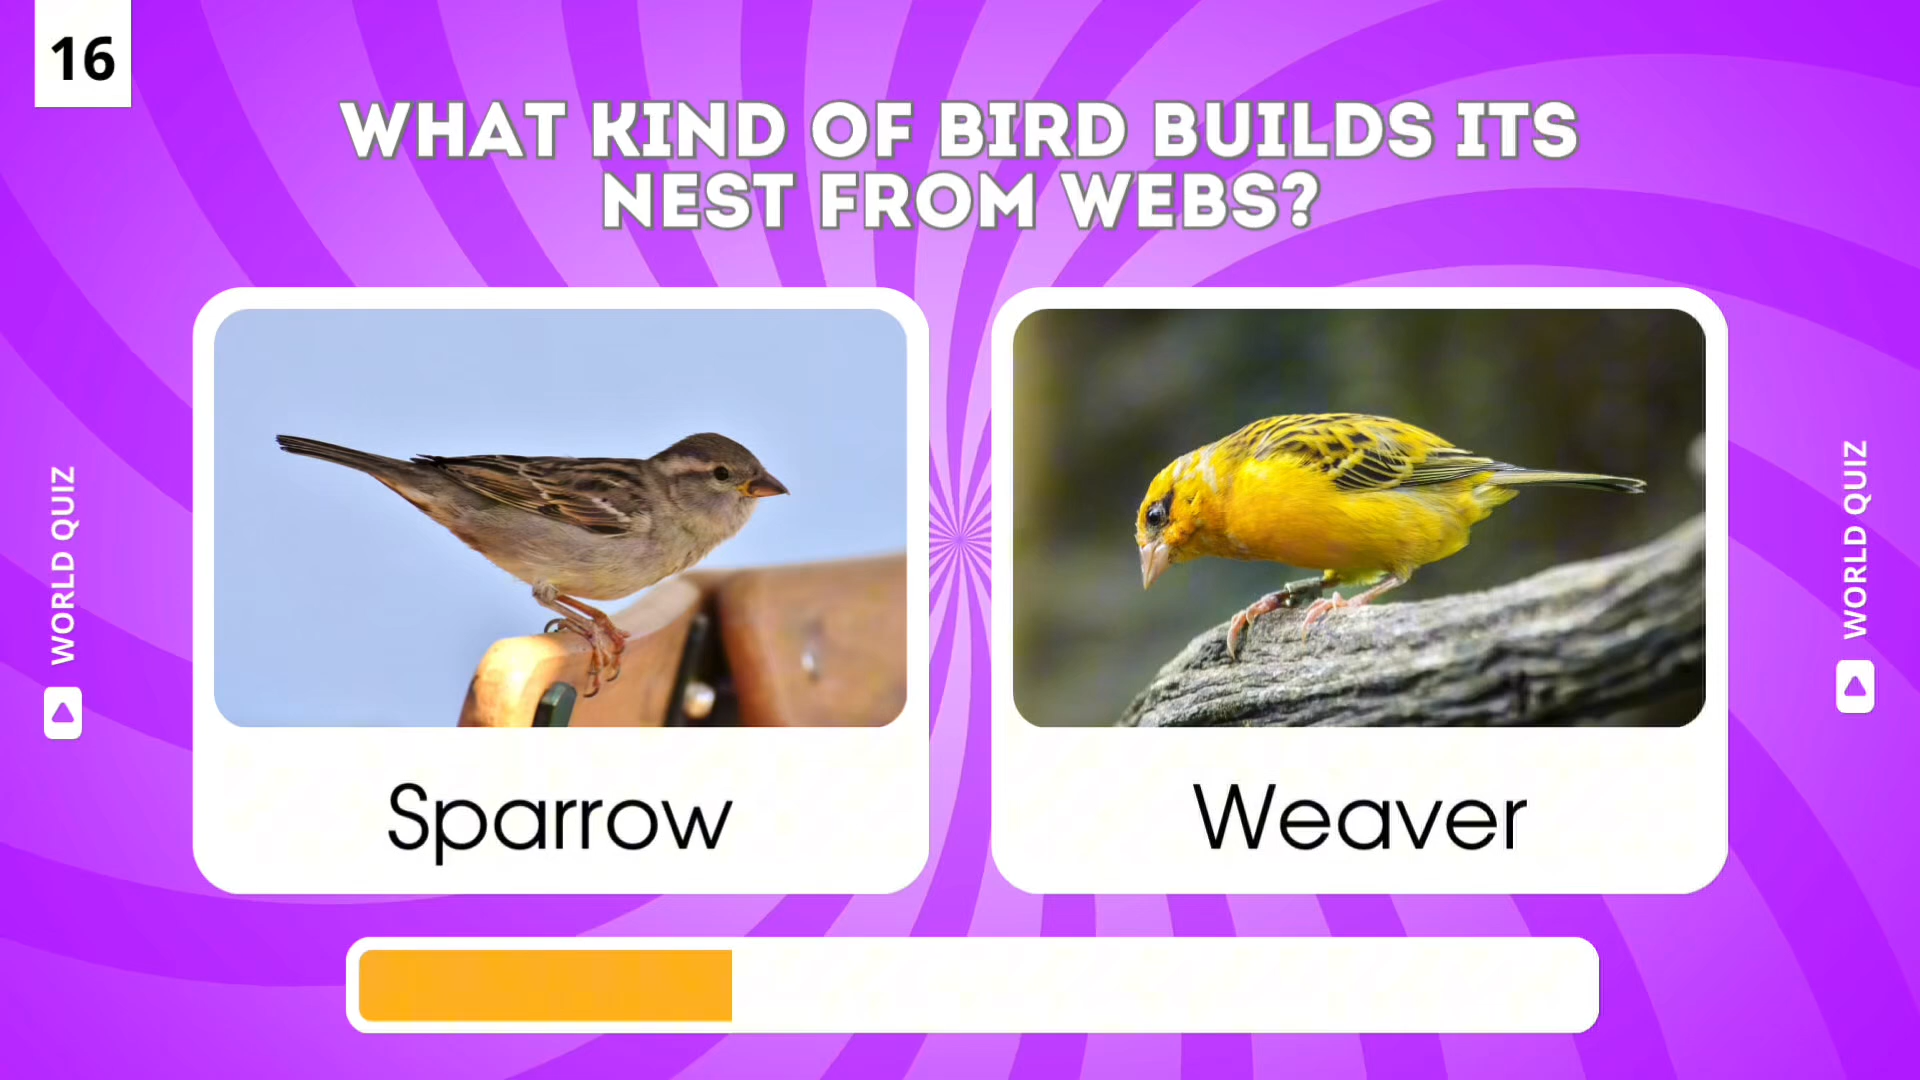 16
WHAT KIND OF BIRD BUILDS ITS
NEST FROM WEBS?
WORLD QUIZ
WORLD QUIZ
Sparrow
Weaver